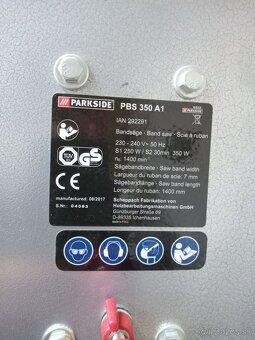 PARKSIDE
PBS 350 A1
IAN 292291
Bandsäge · Band saw · Scie à ruban
230 - 240 V~ 50 Hz
S1 250 W / S2 30min 350 W
n₀: 1400 min⁻¹
Sägebandbreite · Saw band width
Largeur du ruban de scie: 7 mm
Sägebandlänge · Saw band length
Longueur du ruban: 1400 mm
Scheppach Fabrikation von
Holzbearbeitungsmaschinen GmbH
Günzburger Straße 69
D-89335 Ichenhausen
GS
CE
manufactured: 08/2017
S.Nr.: 04083